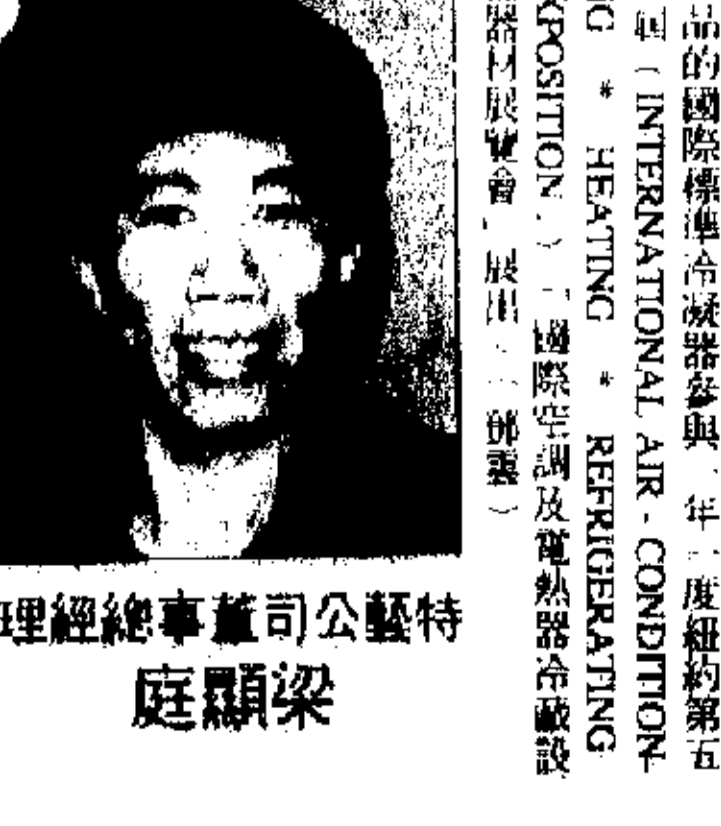 品的國際標準冷凝器參與一年一度紐約第五
屆（INTERNATIONAL AIR - CONDITION-
NG * HEATING * REFRIGERATING
XPOSITION.）「國際空調及電熱器冷藏設
器材展覽會」展出。（鄧雲）
特藝公司董事總經理
梁顯庭